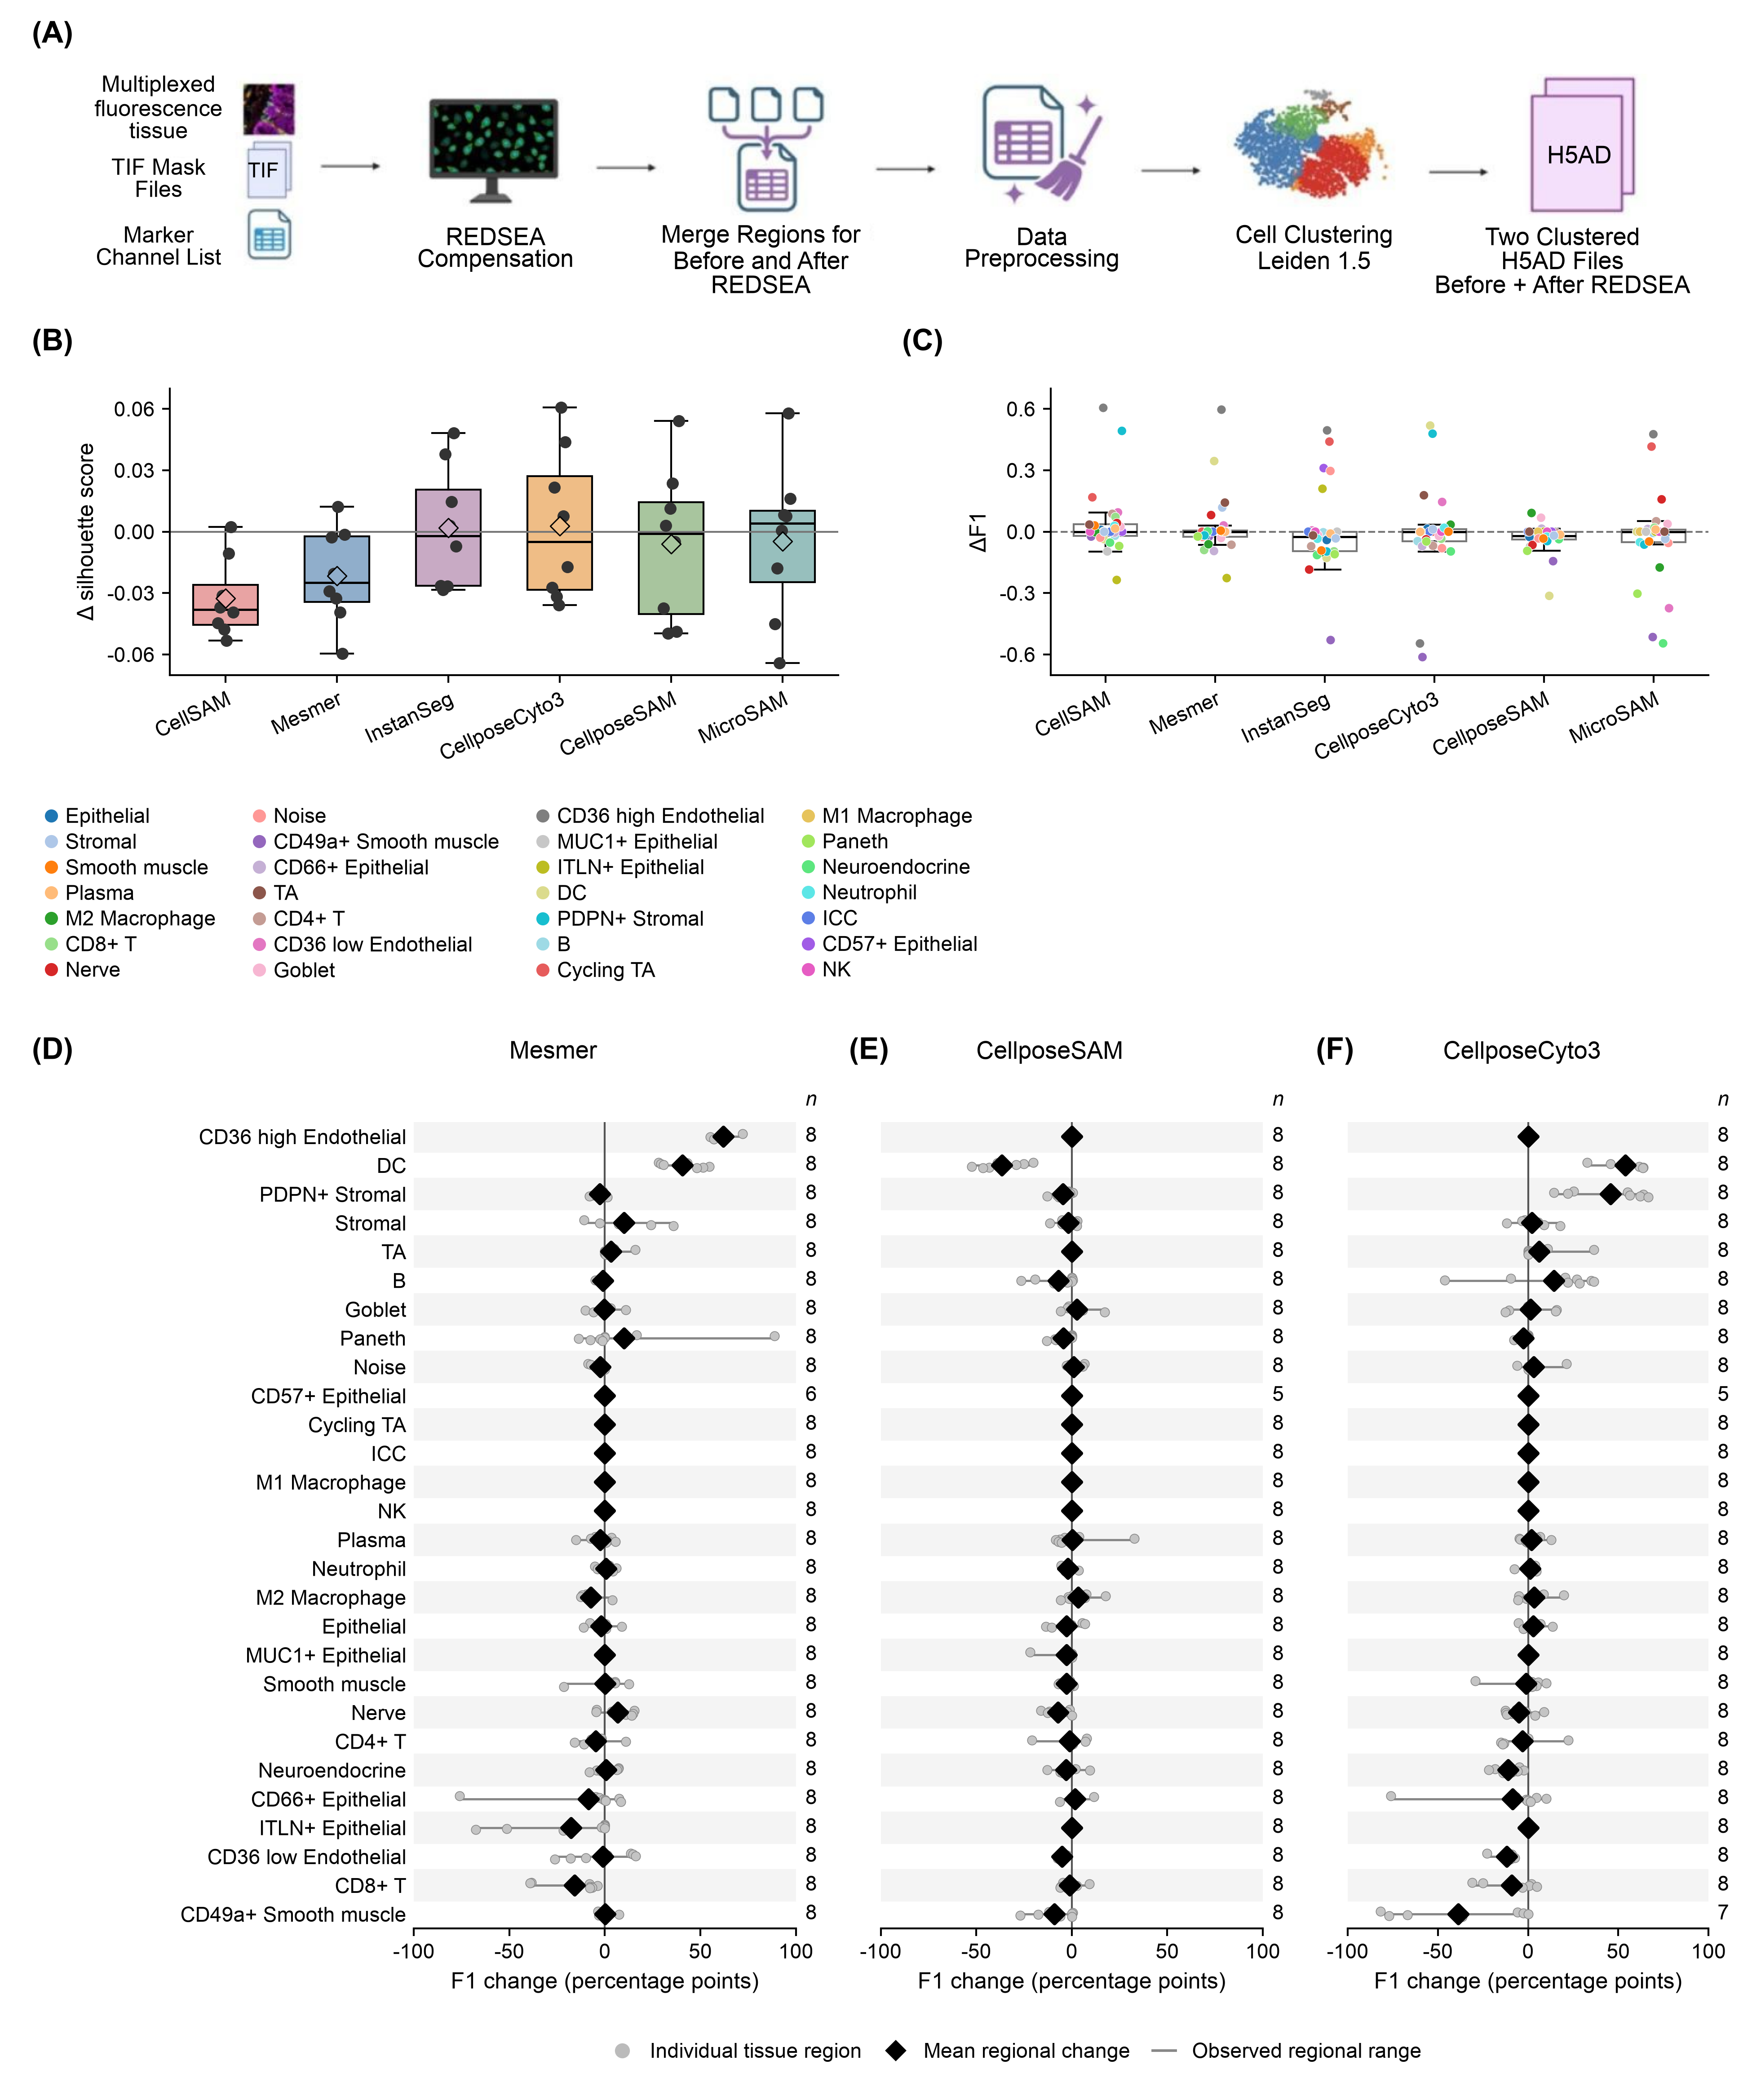 (A)
Multiplexed
fluorescence
tissue
TIF Mask
Files
TIF
Marker
Channel List
REDSEA
Compensation
Merge Regions for
Before and After
REDSEA
Data
Preprocessing
Cell Clustering
Leiden 1.5
H5AD
Two Clustered
H5AD Files
Before + After REDSEA
(B)
Δ silhouette score
0.06
0.03
0.00
-0.03
-0.06
CellSAM
Mesmer
InstanSeg
CellposeCyto3
CellposeSAM
MicroSAM
(C)
ΔF1
0.6
0.3
0.0
-0.3
-0.6
CellSAM
Mesmer
InstanSeg
CellposeCyto3
CellposeSAM
MicroSAM
Epithelial
Stromal
Smooth muscle
Plasma
M2 Macrophage
CD8+ T
Nerve
Noise
CD49a+ Smooth muscle
CD66+ Epithelial
TA
CD4+ T
CD36 low Endothelial
Goblet
CD36 high Endothelial
MUC1+ Epithelial
ITLN+ Epithelial
DC
PDPN+ Stromal
B
Cycling TA
M1 Macrophage
Paneth
Neuroendocrine
Neutrophil
ICC
CD57+ Epithelial
NK
(D)
Mesmer
(E)
CellposeSAM
(F)
CellposeCyto3
n
n
n
CD36 high Endothelial 8 8 8
DC 8 8 8
PDPN+ Stromal 8 8 8
Stromal 8 8 8
TA 8 8 8
B 8 8 8
Goblet 8 8 8
Paneth 8 8 8
Noise 8 8 8
CD57+ Epithelial 6 5 5
Cycling TA 8 8 8
ICC 8 8 8
M1 Macrophage 8 8 8
NK 8 8 8
Plasma 8 8 8
Neutrophil 8 8 8
M2 Macrophage 8 8 8
Epithelial 8 8 8
MUC1+ Epithelial 8 8 8
Smooth muscle 8 8 8
Nerve 8 8 8
CD4+ T 8 8 8
Neuroendocrine 8 8 8
CD66+ Epithelial 8 8 8
ITLN+ Epithelial 8 8 8
CD36 low Endothelial 8 8 8
CD8+ T 8 8 8
CD49a+ Smooth muscle 8 8 7
-100 -50 0 50 100
-100 -50 0 50 100
-100 -50 0 50 100
F1 change (percentage points)
F1 change (percentage points)
F1 change (percentage points)
Individual tissue region
Mean regional change
Observed regional range